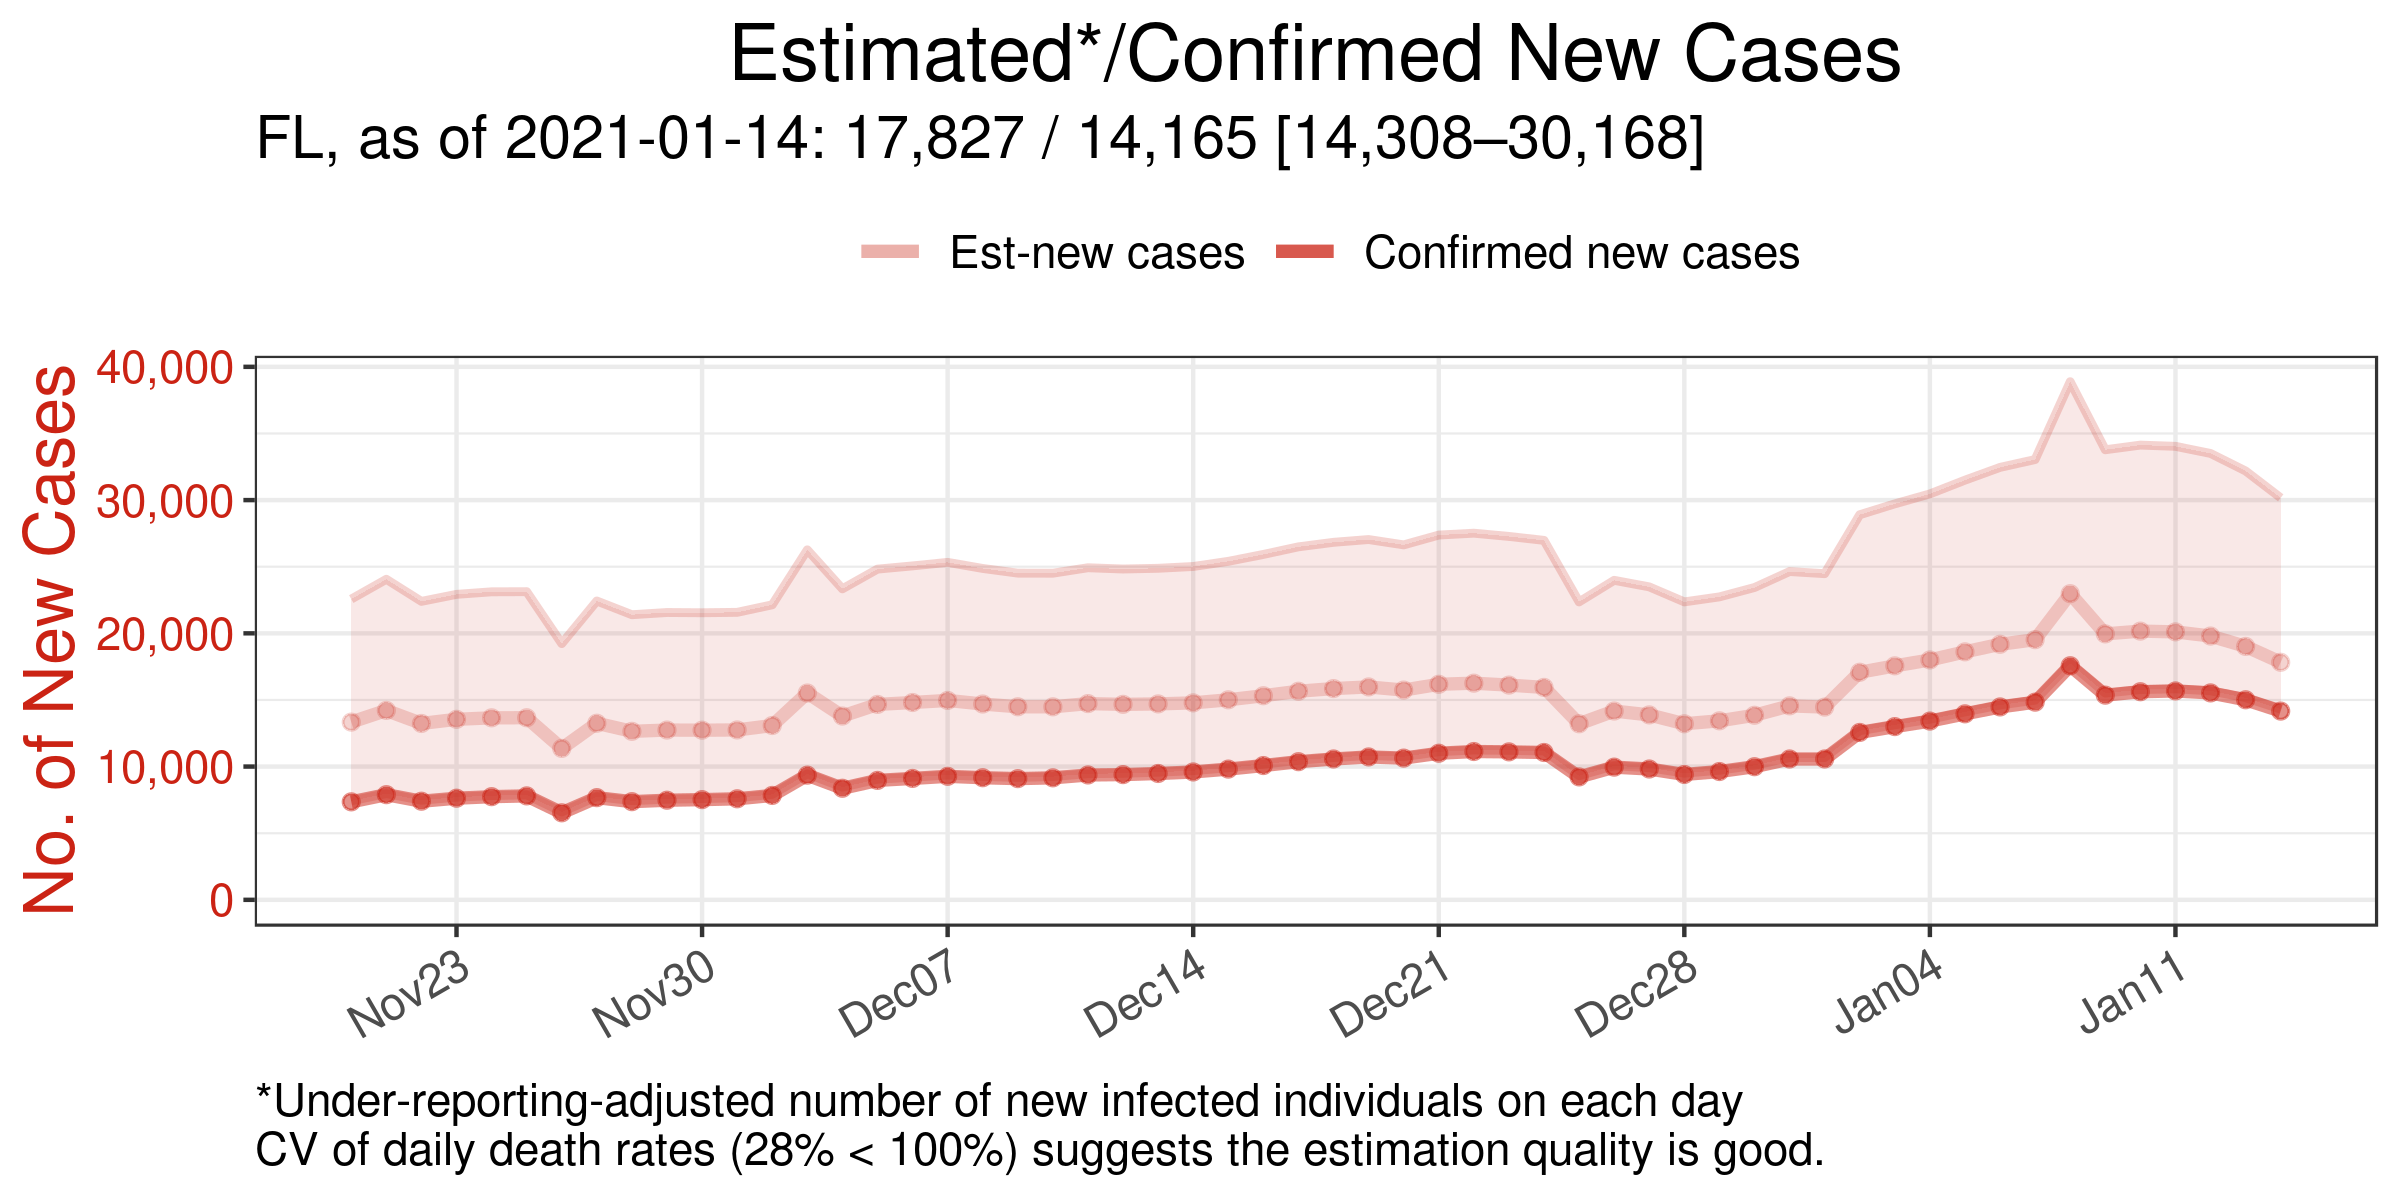 Estimated*/Confirmed New Cases
FL, as of 2021-01-14: 17,827 / 14,165 [14,308–30,168]
Est-new cases
Confirmed new cases
No. of New Cases
40,000
30,000
20,000
10,000
0
Nov23
Nov30
Dec07
Dec14
Dec21
Dec28
Jan04
Jan11
*Under-reporting-adjusted number of new infected individuals on each day
CV of daily death rates (28% < 100%) suggests the estimation quality is good.